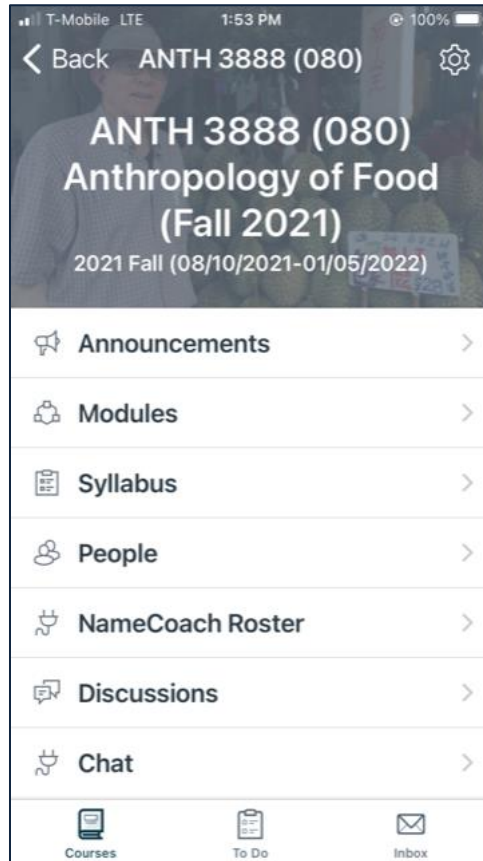 T-Mobile LTE 1:53 PM 100%
Back ANTH 3888 (080)
ANTH 3888 (080)
Anthropology of Food
(Fall 2021)
2021 Fall (08/10/2021-01/05/2022)
Announcements
Modules
Syllabus
People
NameCoach Roster
Discussions
Chat
Courses To Do Inbox